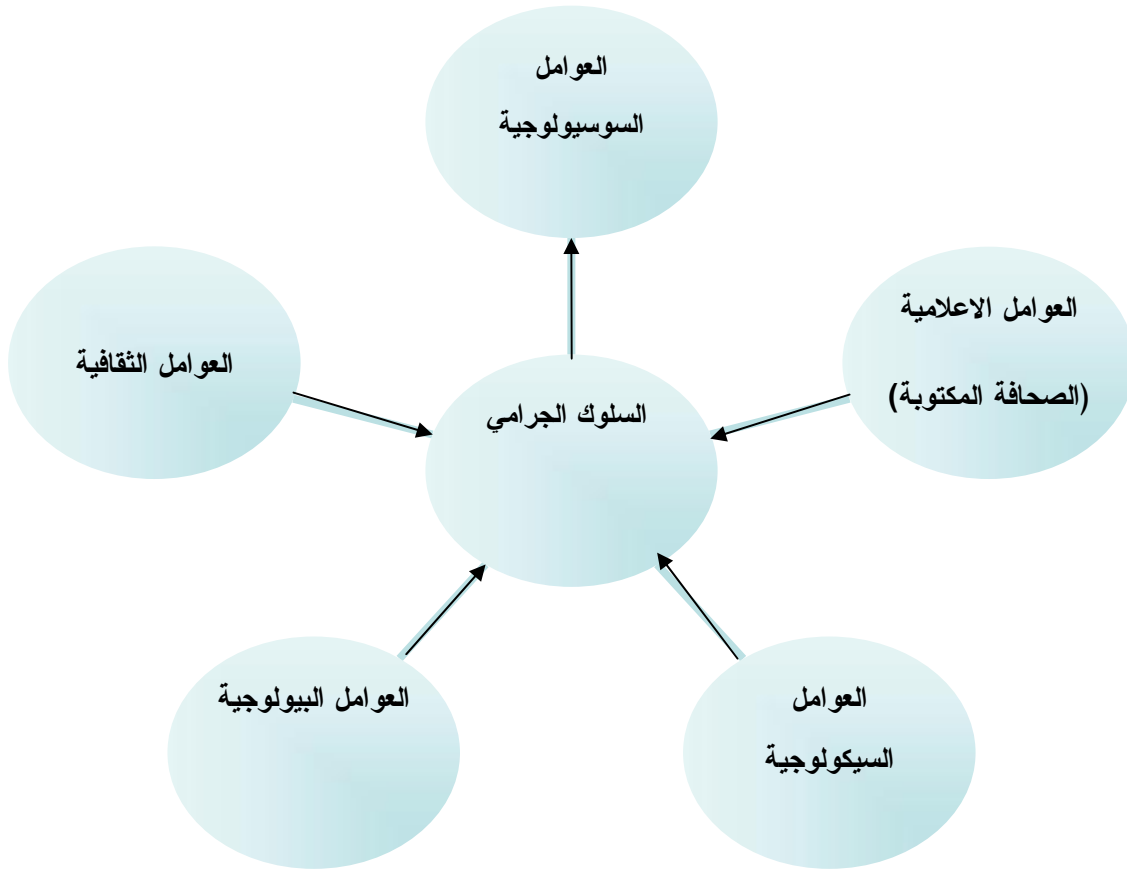 العوامل
السوسيولوجية
العوامل الاعلامية
(الصحافة المكتوبة)
العوامل الثقافية
السلوك الجرامي
العوامل
السيكولوجية
العوامل البيولوجية